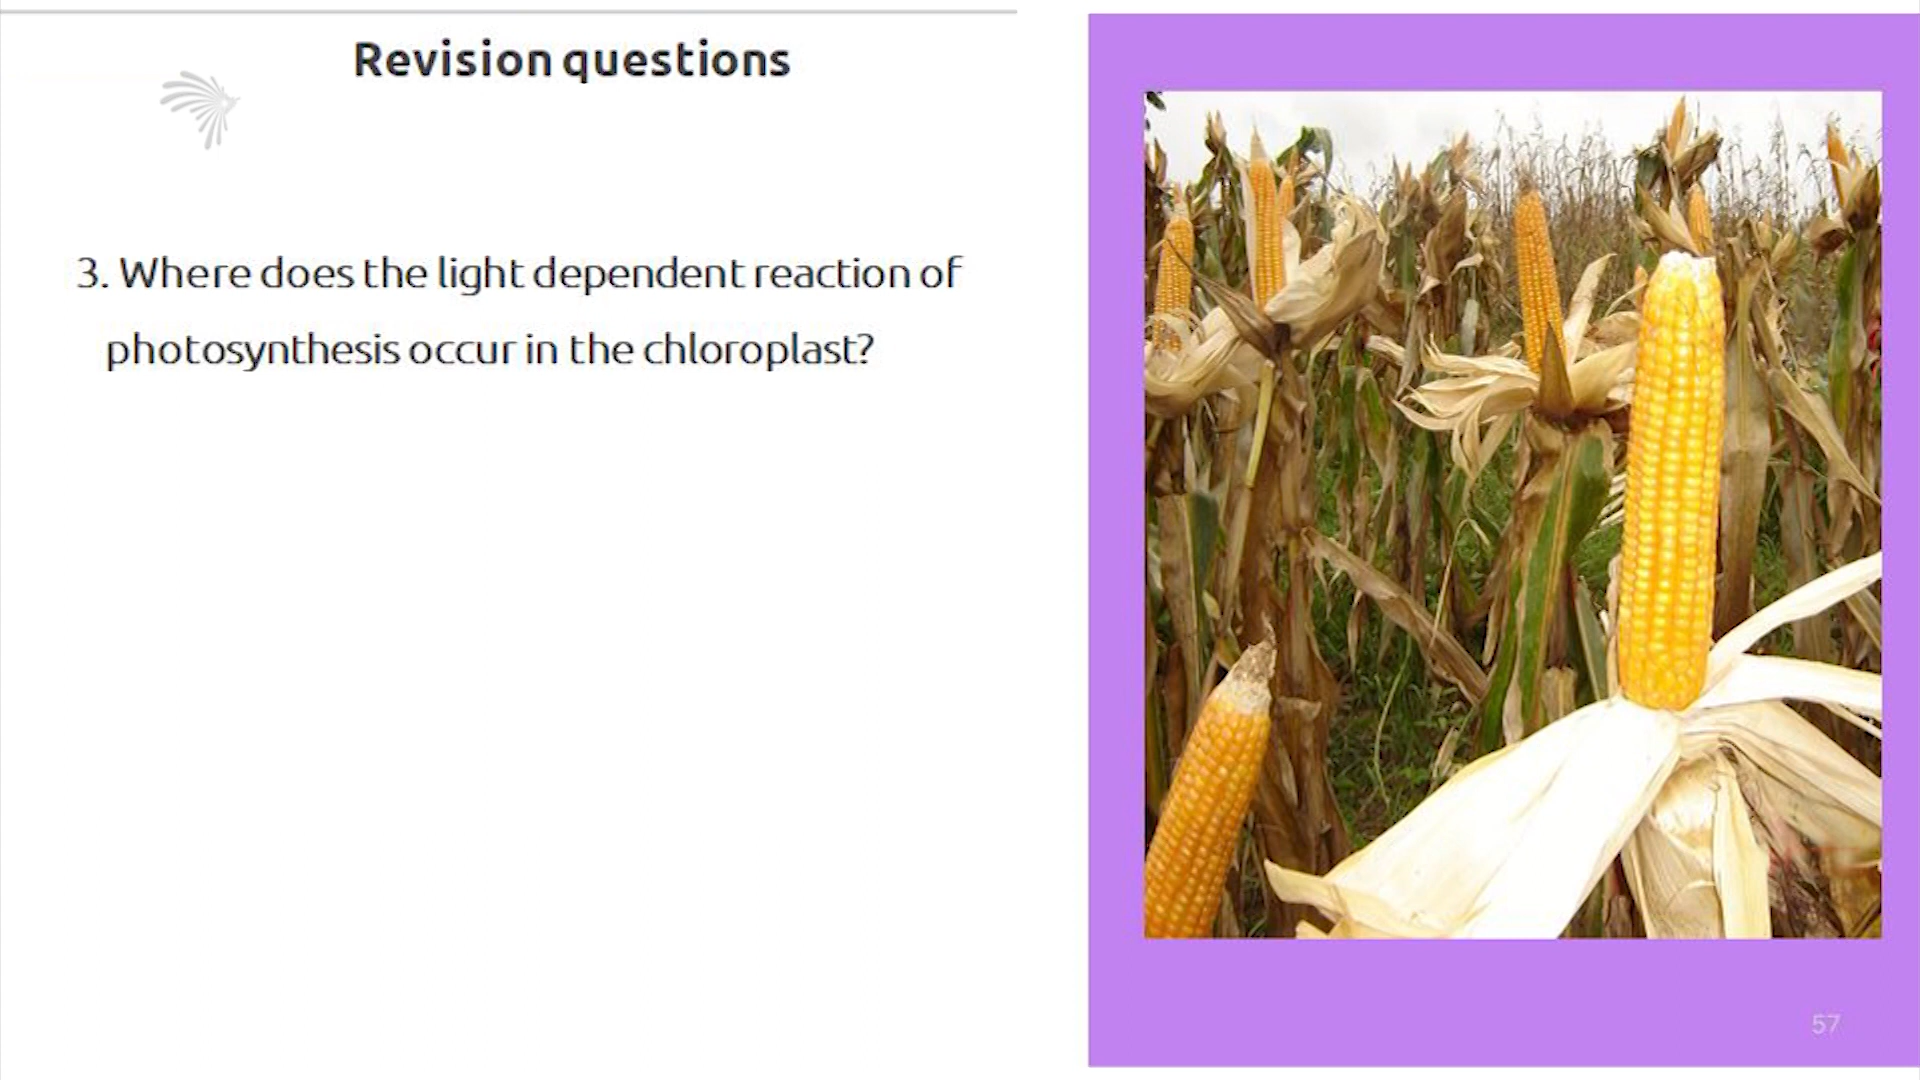 Revision questions
3. Where does the light dependent reaction of
photosynthesis occur in the chloroplast?
57